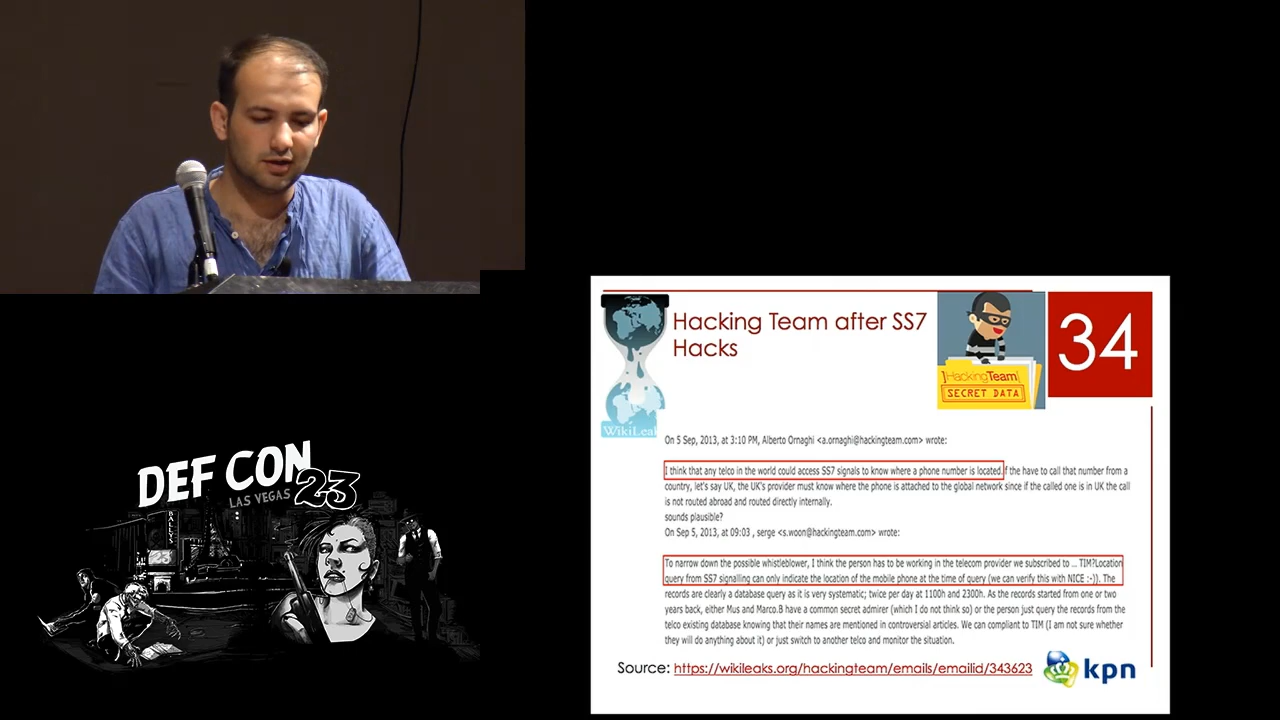 Hacking Team after SS7
Hacks
]HackingTeam[
SECRET DATA
34
WikiLeak
On 5 Sep, 2013, at 3:10 PM, Alberto Ornaghi <a.ornaghi@hackingteam.com> wrote:
I think that any telco in the world could access SS7 signals to know where a phone number is located. if the have to call that number from a
country, let's say UK, the UK's provider must know where the phone is attached to the global network since if the called one is in UK the call
is not routed abroad and routed directly internally.
sounds plausible?
On Sep 5, 2013, at 09:03 , serge <s.woon@hackingteam.com> wrote:
To narrow down the possible whistleblower, I think the person has to be working in the telecom provider we subscribed to ... TIM?Location
query from SS7 signalling can only indicate the location of the mobile phone at the time of query (we can verify this with NICE :-)). The
records are clearly a database query as it is very systematic; twice per day at 1100h and 2300h. As the records started from one or two
years back, either Mus and Marco.B have a common secret admirer (which I do not think so) or the person just query the records from the
telco existing database knowing that their names are mentioned in controversial articles. We can compliant to TIM (I am not sure whether
they will do anything about it) or just switch to another telco and monitor the situation.
Source: https://wikileaks.org/hackingteam/emails/emailid/343623
kpn
DEF CON
LAS VEGAS 23
BALLYS